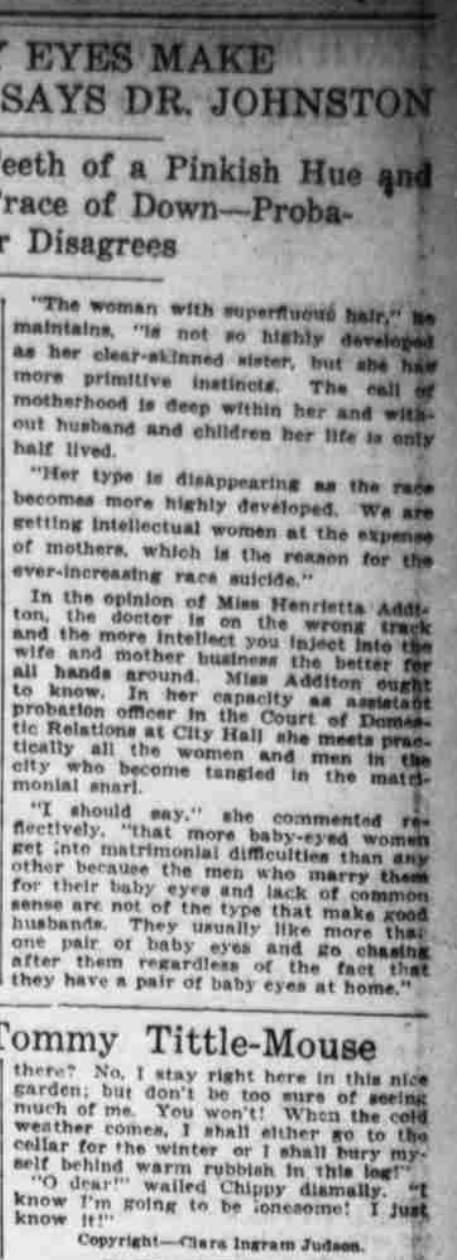 EYES MAKE
SAYS DR. JOHNSTON
eeth of a Pinkish Hue and
race of Down—Proba-
r Disagrees
"The woman with superfluous hair," he
maintains, "is not so highly developed
as her clear-skinned sister, but she has
more primitive instincts. The call of
motherhood is deep within her and with-
out husband and children her life is only
half lived.
"Her type is disappearing as the race
becomes more highly developed. We are
getting intellectual women at the expense
of mothers, which is the reason for the
ever-increasing race suicide."
In the opinion of Miss Henrietta Addi-
ton, the doctor is on the wrong track
and the more intellect you inject into the
wife and mother business the better for
all hands around. Miss Additon ought
to know. In her capacity as assistant
probation officer in the Court of Domes-
tic Relations at City Hall she meets prac-
tically all the women and men in the
city who become tangled in the matri-
monial snarl.
"I should say," she commented re-
flectively, "that more baby-eyed women
get into matrimonial difficulties than any
other because the men who marry them
for their baby eyes and lack of common
sense are not of the type that make good
husbands. They usually like more than
one pair of baby eyes and go chasing
after them regardless of the fact that
they have a pair of baby eyes at home."
Tommy Tittle-Mouse
there? No, I stay right here in this nice
garden; but don't be too sure of seeing
much of me. You won't! When the cold
weather comes, I shall either go to the
cellar for the winter or I shall bury my-
self behind warm rubbish in this log!"
"O dear!" wailed Chippy dismally. "I
know I'm going to be lonesome! I just
know it!"
Copyright—Clara Ingram Judson.